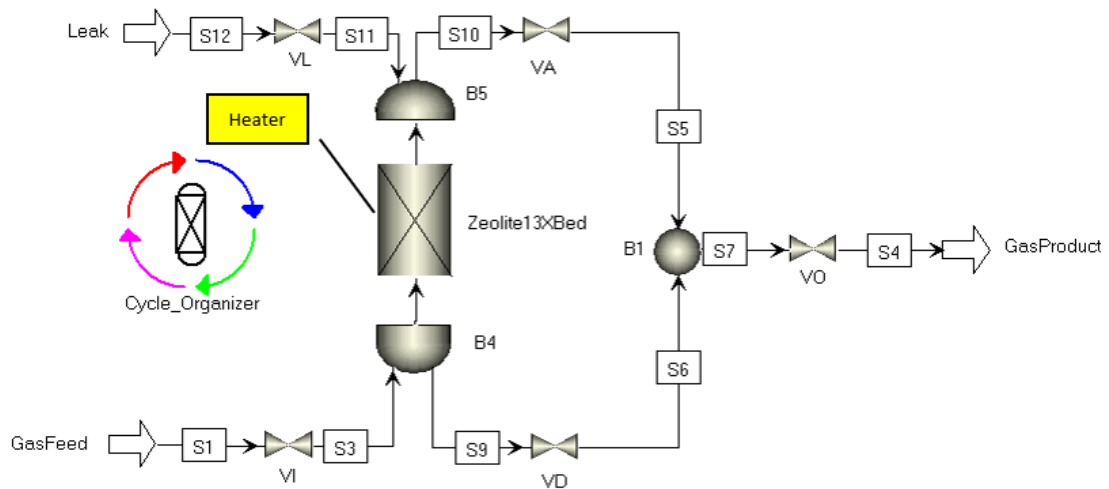 Leak
S12
VL
S11
S10
VA
B5
Heater
S5
Zeolite13XBed
B1
S7
VO
S4
GasProduct
Cycle_Organizer
B4
S6
GasFeed
S1
VI
S3
S9
VD